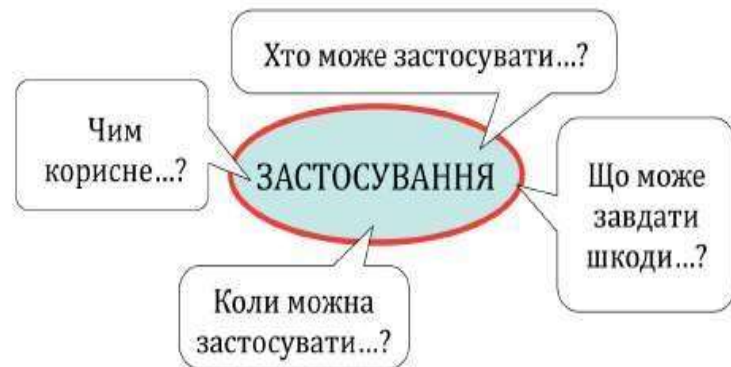 Хто може застосувати...?
Чим
корисне...?
ЗАСТОСУВАННЯ
Що може
завдати
шкоди...?
Коли можна
застосувати...?